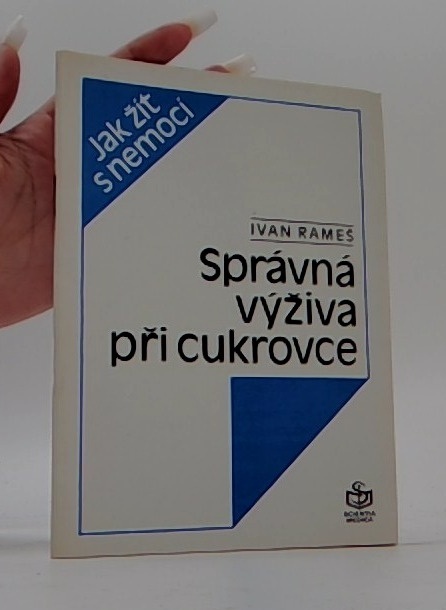 Jak žít
s nemocí
IVAN RAMEŠ
Správná
výživa
při cukrovce
SCIENTIA
MEDICA